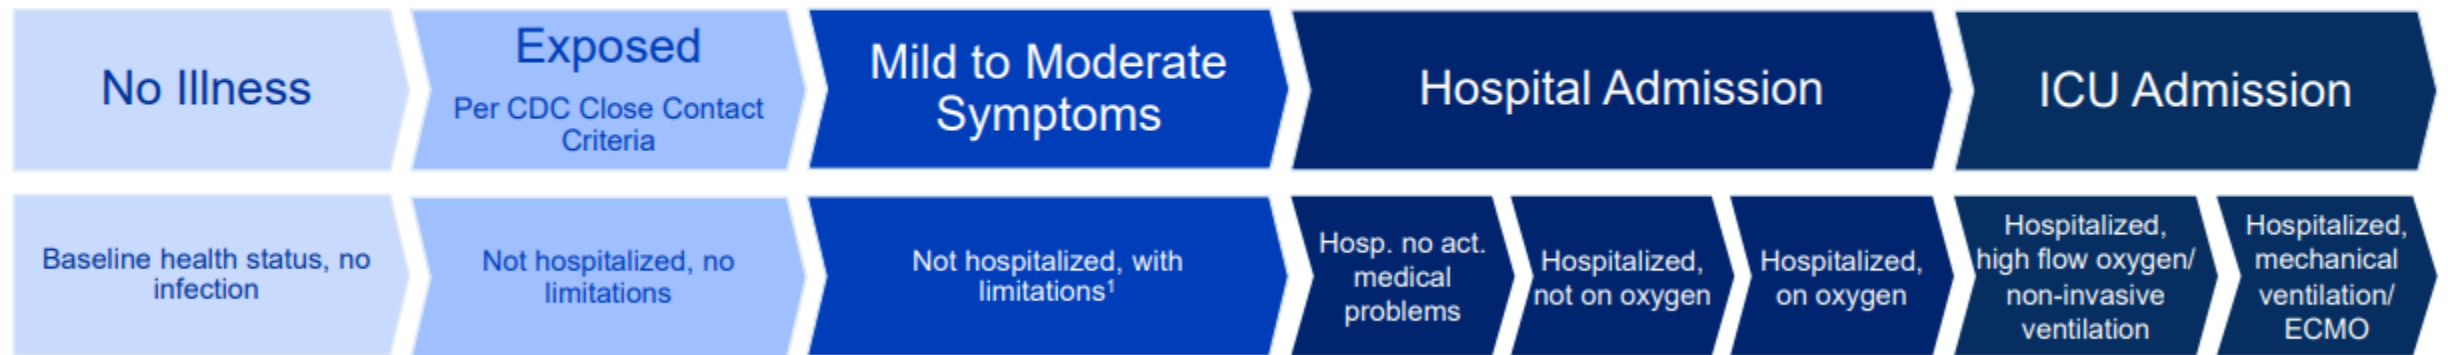 No Illness
Exposed
Per CDC Close Contact
Criteria
Mild to Moderate
Symptoms
Hospital Admission
ICU Admission
Baseline health status, no
infection
Not hospitalized, no
limitations
Not hospitalized, with
limitations¹
Hosp. no act.
medical
problems
Hospitalized,
not on oxygen
Hospitalized,
on oxygen
Hospitalized,
high flow oxygen/
non-invasive
ventilation
Hospitalized,
mechanical
ventilation/
ECMO